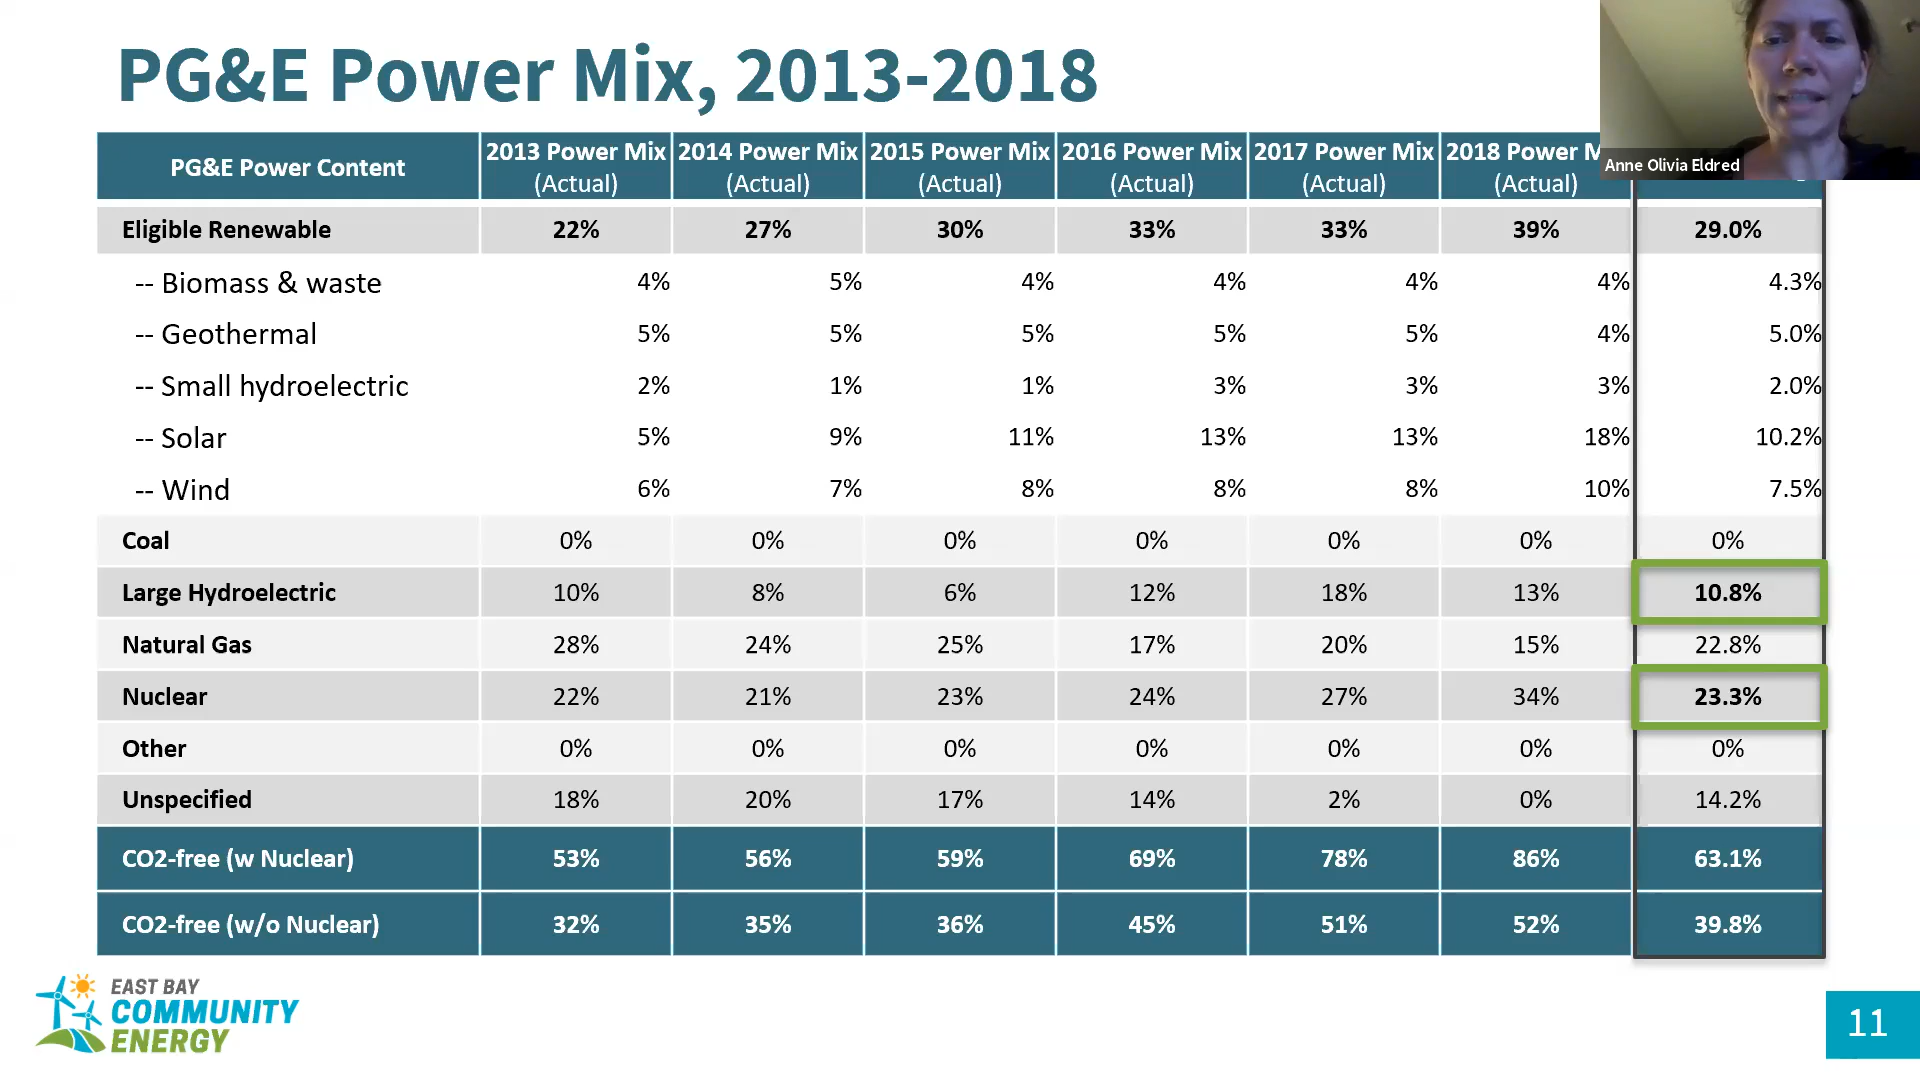 PG&E Power Mix, 2013-2018
Anne Olivia Eldred
PG&E Power Content 2013 Power Mix (Actual) 2014 Power Mix (Actual) 2015 Power Mix (Actual) 2016 Power Mix (Actual) 2017 Power Mix (Actual) 2018 Power (Actual)
Eligible Renewable 22% 27% 30% 33% 33% 39% 29.0%
-- Biomass & waste 4% 5% 4% 4% 4% 4% 4.3%
-- Geothermal 5% 5% 5% 5% 5% 4% 5.0%
-- Small hydroelectric 2% 1% 1% 3% 3% 3% 2.0%
-- Solar 5% 9% 11% 13% 13% 18% 10.2%
-- Wind 6% 7% 8% 8% 8% 10% 7.5%
Coal 0% 0% 0% 0% 0% 0% 0%
Large Hydroelectric 10% 8% 6% 12% 18% 13% 10.8%
Natural Gas 28% 24% 25% 17% 20% 15% 22.8%
Nuclear 22% 21% 23% 24% 27% 34% 23.3%
Other 0% 0% 0% 0% 0% 0% 0%
Unspecified 18% 20% 17% 14% 2% 0% 14.2%
CO2-free (w Nuclear) 53% 56% 59% 69% 78% 86% 63.1%
CO2-free (w/o Nuclear) 32% 35% 36% 45% 51% 52% 39.8%
EAST BAY
COMMUNITY
ENERGY
11